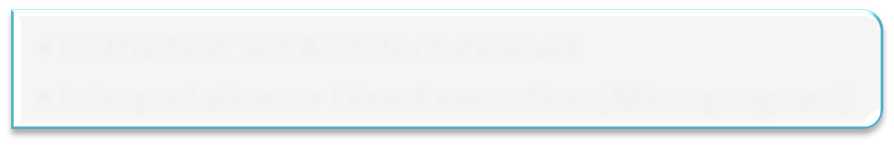 • Instruction Set Architecture level
• Interpretation or Direct execution (Microprogram)